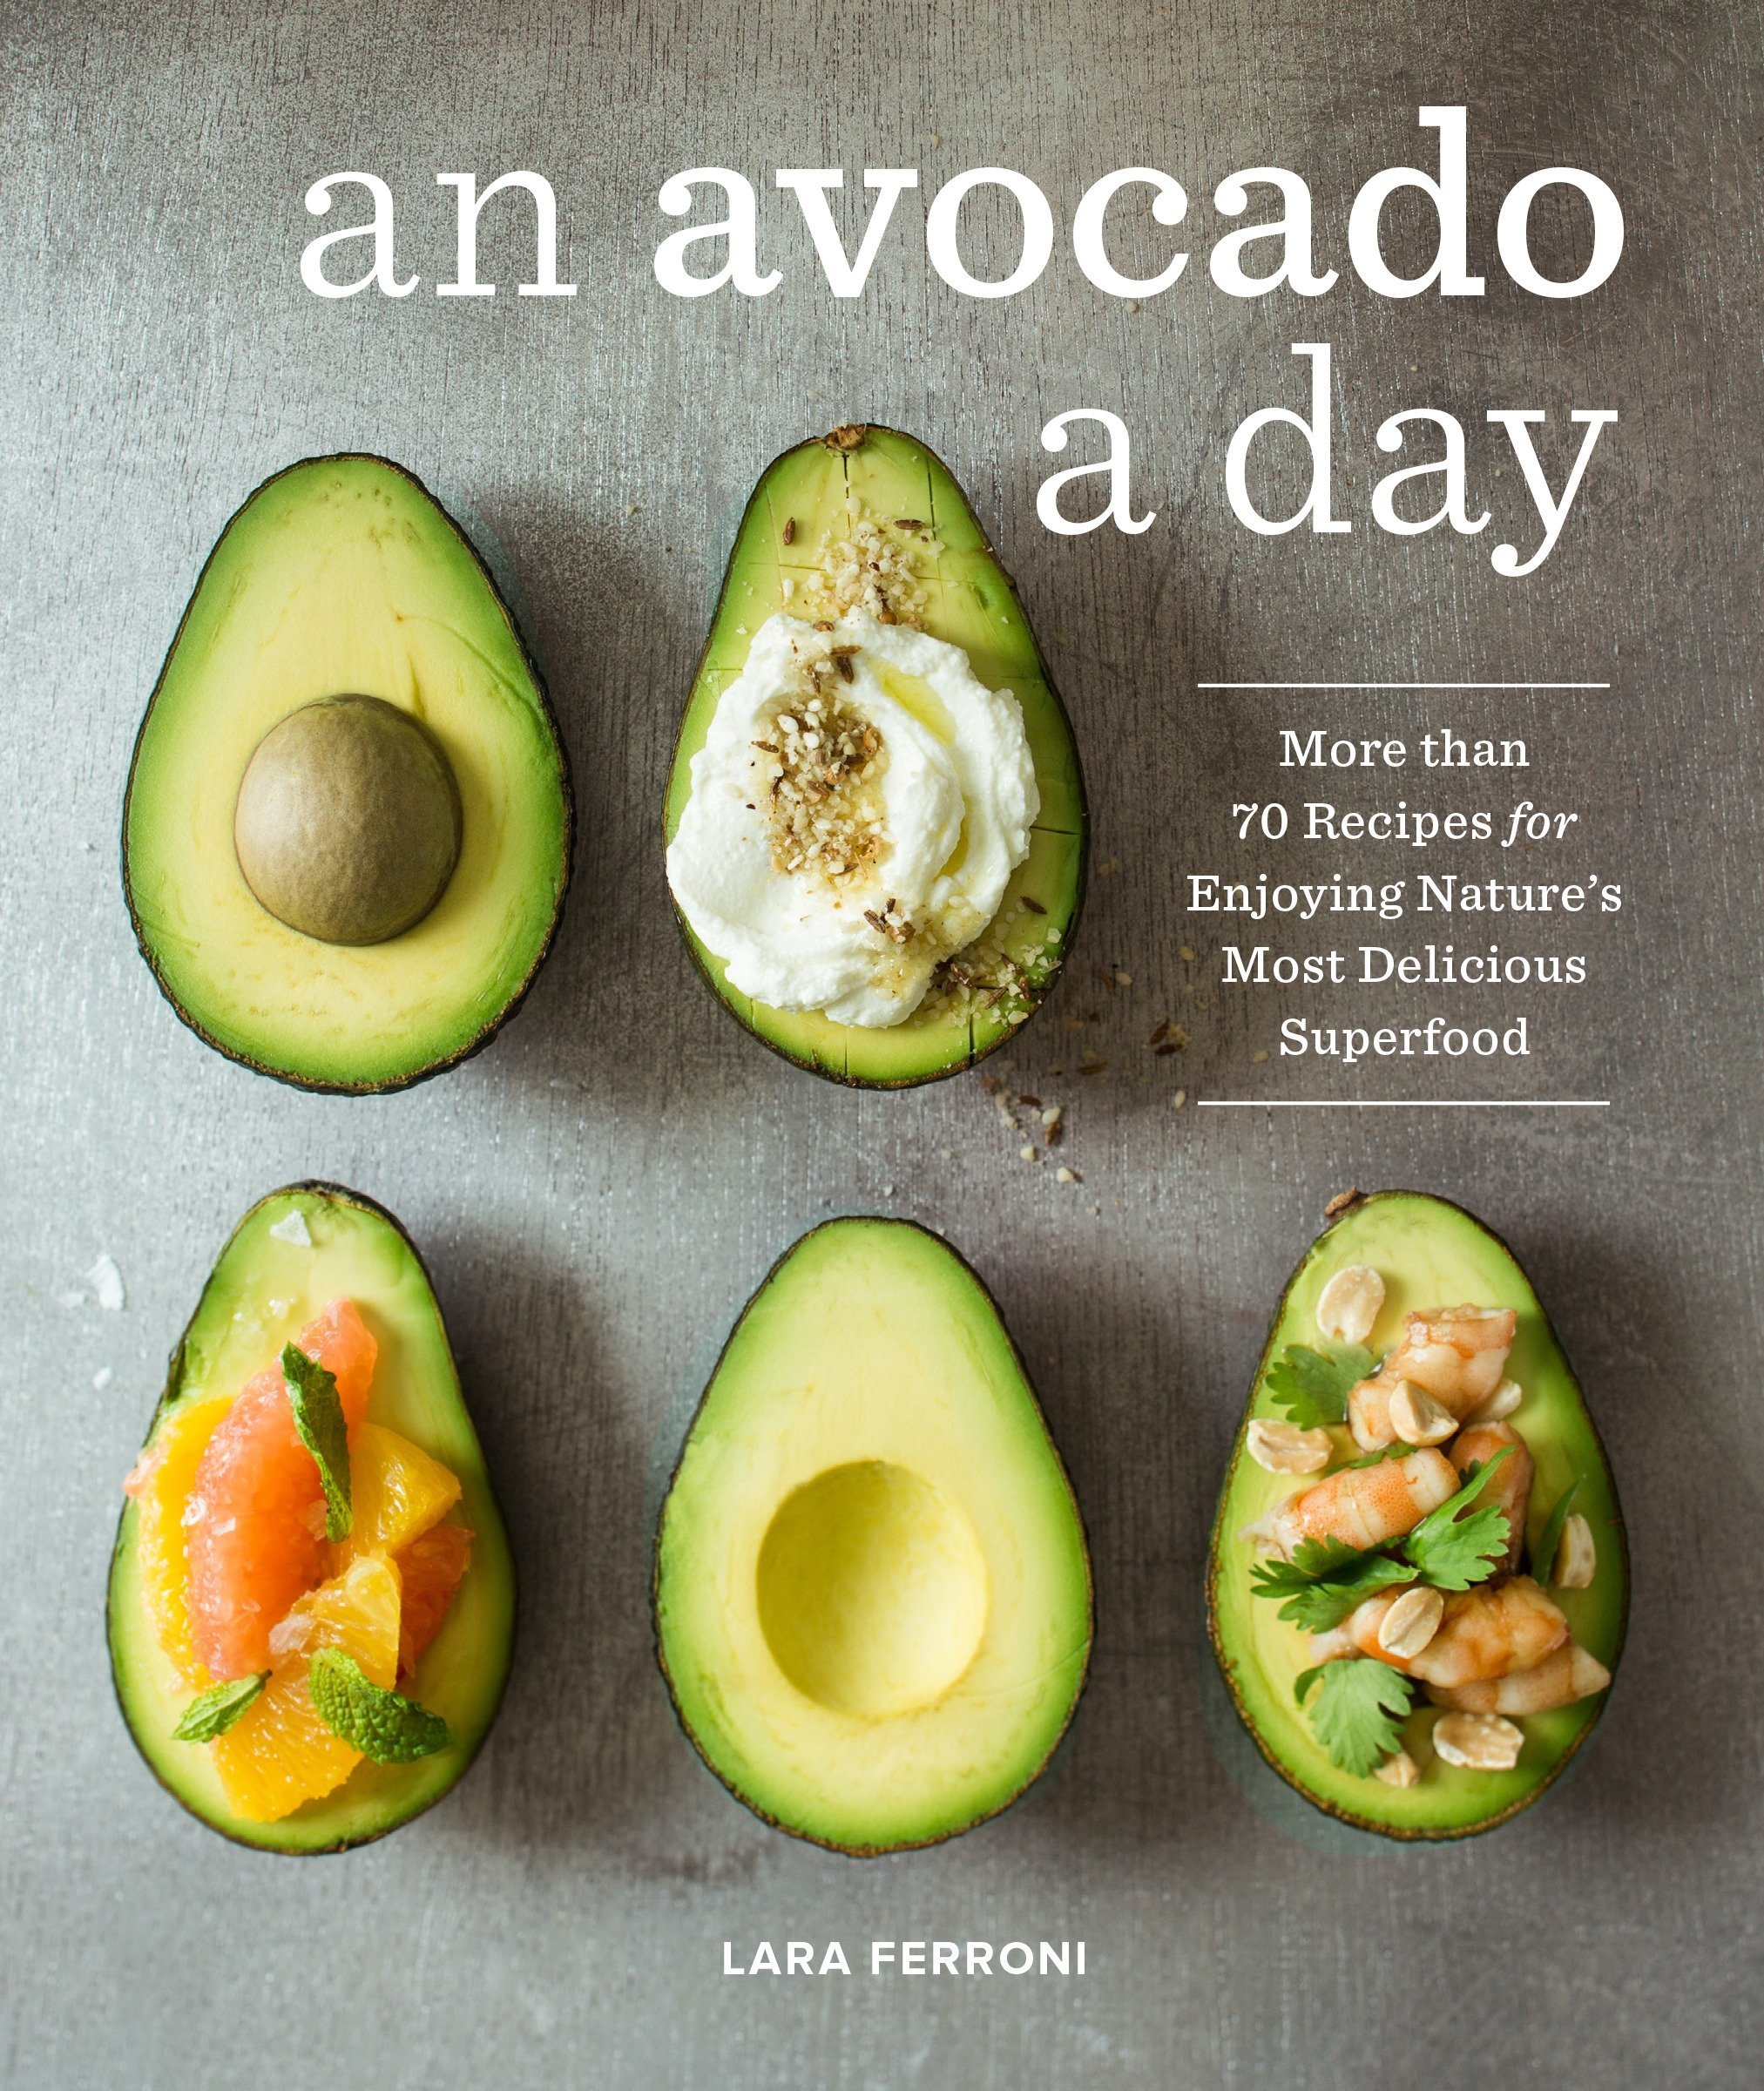 an avocado
a day
More than
70 Recipes for
Enjoying Nature’s
Most Delicious
Superfood
LARA FERRONI